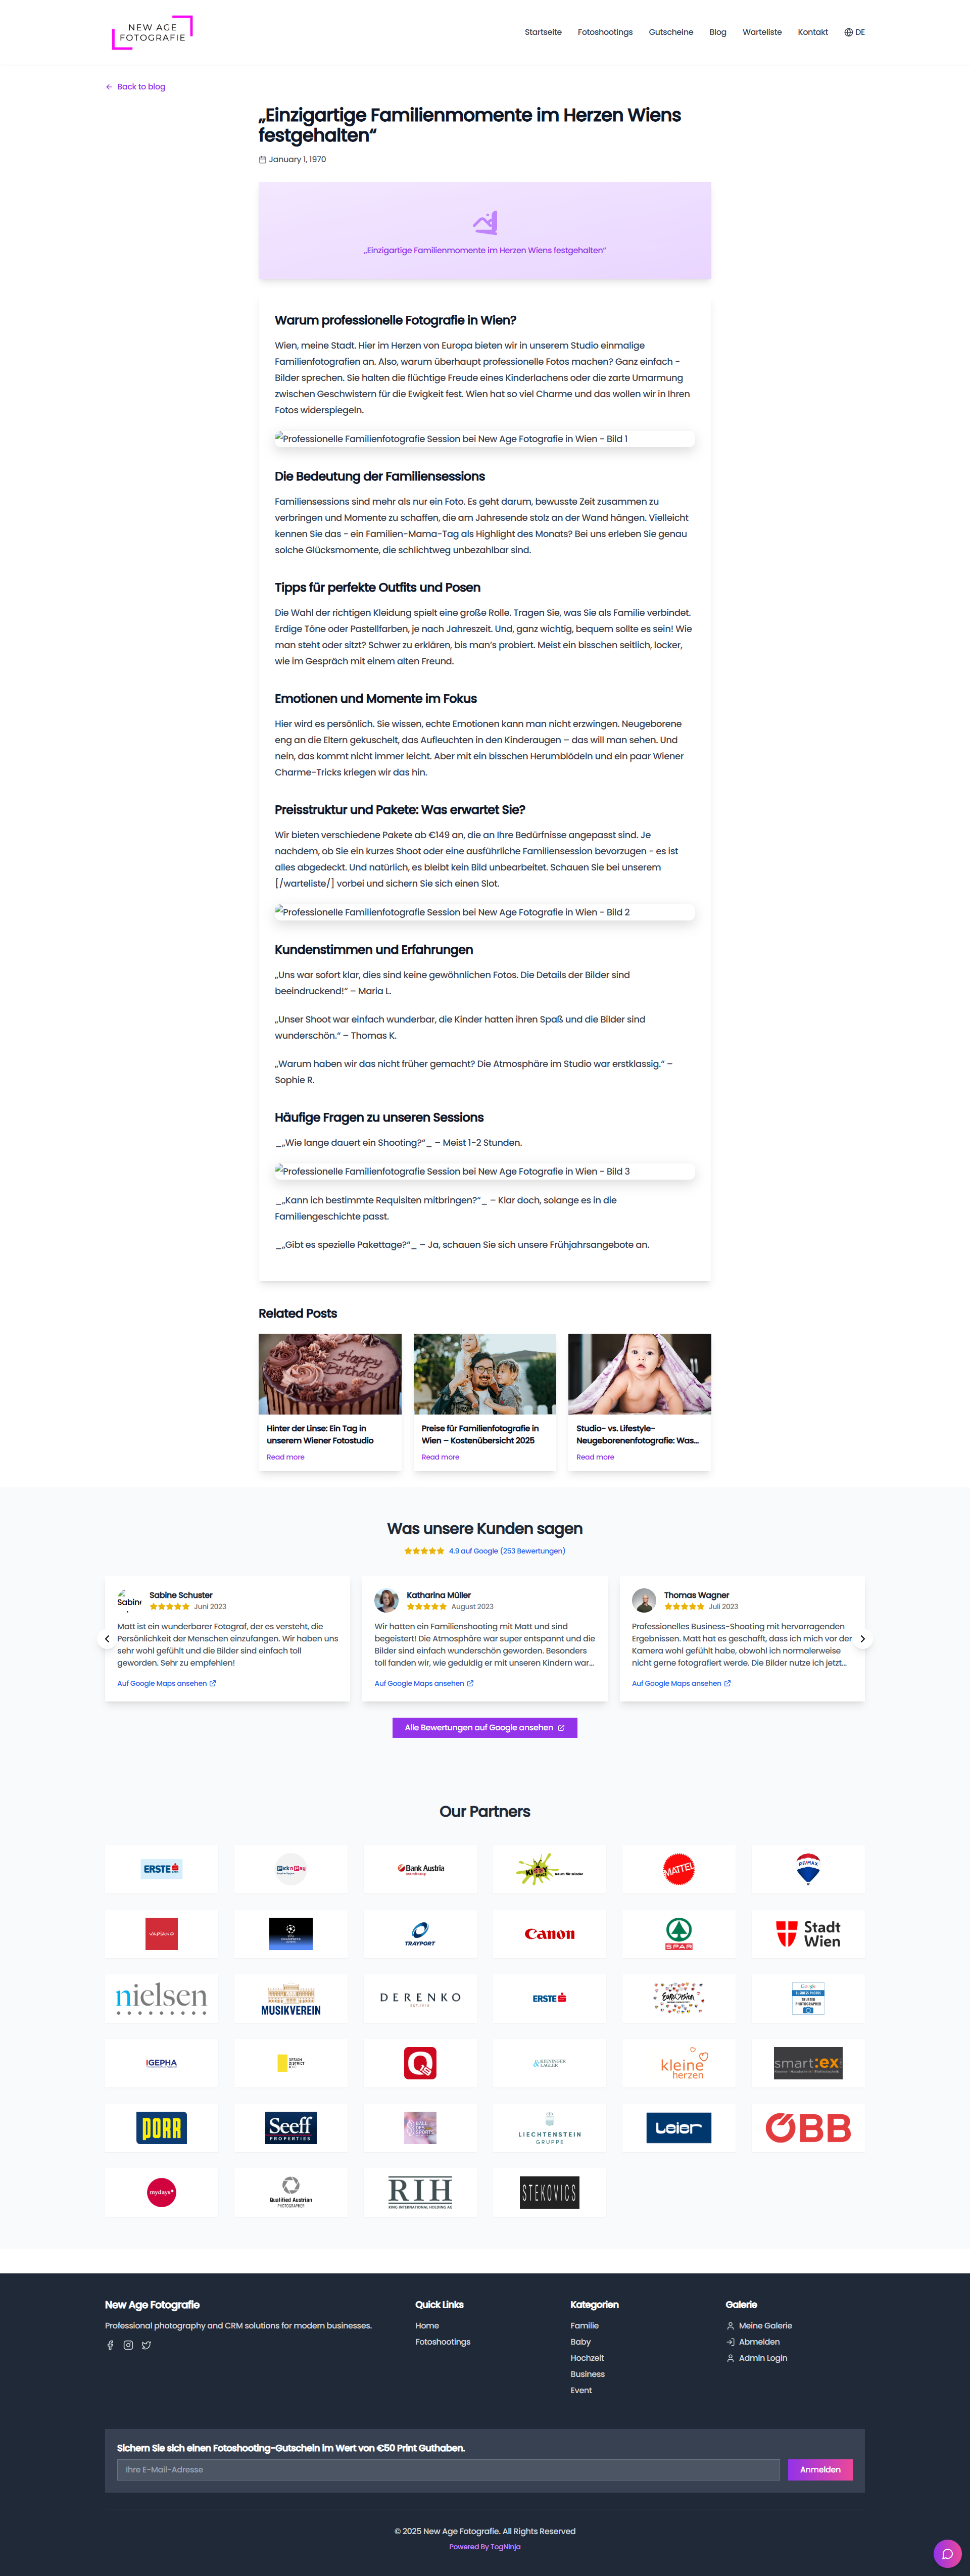 NEW AGE
FOTOGRAFIE
Startseite
Fotoshootings
Gutscheine
Blog
Warteliste
Kontakt
DE
Back to blog
„Einzigartige Familienmomente im Herzen Wiens
festgehalten“
January 1, 1970
„Einzigartige Familienmomente im Herzen Wiens festgehalten“
Warum professionelle Fotografie in Wien?
Wien, meine Stadt. Hier im Herzen von Europa bieten wir in unserem Studio einmalige
Familienfotografien an. Also, warum überhaupt professionelle Fotos machen? Ganz einfach -
Bilder sprechen. Sie halten die flüchtige Freude eines Kinderlachens oder die zarte Umarmung
zwischen Geschwistern für die Ewigkeit fest. Wien hat so viel Charme und das wollen wir in Ihren
Fotos widerspiegeln.
Professionelle Familienfotografie Session bei New Age Fotografie in Wien - Bild 1
Die Bedeutung der Familiensessions
Familiensessions sind mehr als nur ein Foto. Es geht darum, bewusste Zeit zusammen zu
verbringen und Momente zu schaffen, die am Jahresende stolz an der Wand hängen. Vielleicht
kennen Sie das - ein Familien-Mama-Tag als Highlight des Monats? Bei uns erleben Sie genau
solche Glücksmomente, die schlichtweg unbezahlbar sind.
Tipps für perfekte Outfits und Posen
Die Wahl der richtigen Kleidung spielt eine große Rolle. Tragen Sie, was Sie als Familie verbindet.
Erdige Töne oder Pastellfarben, je nach Jahreszeit. Und, ganz wichtig, bequem sollte es sein! Wie
man steht oder sitzt? Schwer zu erklären, bis man’s probiert. Meist ein bisschen seitlich, locker,
wie im Gespräch mit einem alten Freund.
Emotionen und Momente im Fokus
Hier wird es persönlich. Sie wissen, echte Emotionen kann man nicht erzwingen. Neugeborene
eng an die Eltern gekuschelt, das Aufleuchten in den Kinderaugen – das will man sehen. Und
nein, das kommt nicht immer leicht. Aber mit ein bisschen Herumblödeln und ein paar Wiener
Charme-Tricks kriegen wir das hin.
Preisstruktur und Pakete: Was erwartet Sie?
Wir bieten verschiedene Pakete ab €149 an, die an Ihre Bedürfnisse angepasst sind. Je
nachdem, ob Sie ein kurzes Shoot oder eine ausführliche Familiensession bevorzugen - es ist
alles abgedeckt. Und natürlich, es bleibt kein Bild unbearbeitet. Schauen Sie bei unserem
[/warteliste/] vorbei und sichern Sie sich einen Slot.
Professionelle Familienfotografie Session bei New Age Fotografie in Wien - Bild 2
Kundenstimmen und Erfahrungen
„Uns war sofort klar, dies sind keine gewöhnlichen Fotos. Die Details der Bilder sind
beeindruckend!“ – Maria L.
„Unser Shoot war einfach wunderbar, die Kinder hatten ihren Spaß und die Bilder sind
wunderschön.“ – Thomas K.
„Warum haben wir das nicht früher gemacht? Die Atmosphäre im Studio war erstklassig.“ –
Sophie R.
Häufige Fragen zu unseren Sessions
_„Wie lange dauert ein Shooting?“_ – Meist 1-2 Stunden.
Professionelle Familienfotografie Session bei New Age Fotografie in Wien - Bild 3
_„Kann ich bestimmte Requisiten mitbringen?“_ – Klar doch, solange es in die
Familiengeschichte passt.
_„Gibt es spezielle Pakettage?“_ – Ja, schauen Sie sich unsere Frühjahrsangebote an.
Related Posts
Happy
Birthday
Hinter der Linse: Ein Tag in
unserem Wiener Fotostudio
Read more
Preise für Familienfotografie in
Wien – Kostenübersicht 2025
Read more
Studio- vs. Lifestyle-
Neugeborenenfotografie: Was...
Read more
Was unsere Kunden sagen
4.9 auf Google (253 Bewertungen)
Sabine
Sabine Schuster
Juni 2023
Matt ist ein wunderbarer Fotograf, der es versteht, die
Persönlichkeit der Menschen einzufangen. Wir haben uns
sehr wohl gefühlt und die Bilder sind einfach toll
geworden. Sehr zu empfehlen!
Auf Google Maps ansehen
Katharina Müller
August 2023
Wir hatten ein Familienshooting mit Matt und sind
begeistert! Die Atmosphäre war super entspannt und die
Bilder sind einfach wunderschön geworden. Besonders
toll fanden wir, wie geduldig er mit unseren Kindern war...
Auf Google Maps ansehen
Thomas Wagner
Juli 2023
Professionelles Business-Shooting mit hervorragenden
Ergebnissen. Matt hat es geschafft, dass ich mich vor der
Kamera wohl gefühlt habe, obwohl ich normalerweise
nicht gerne fotografiert werde. Die Bilder nutze ich jetzt...
Auf Google Maps ansehen
Alle Bewertungen auf Google ansehen
Our Partners
ERSTE
Pick n Pay
Bank Austria
Raum für Kinder
MATTEL
RE/MAX
VAPIANO
TRAYPORT
Canon
SPAR
Stadt
Wien
nielsen
MUSIKVEREIN
DERENKO
ERSTE
EUROVISION
Google
BUSINESS PHOTOS
TRUSTED
PHOTOGRAPHER
IGEPHA
DESIGN
DISTRICT
kleine
herzen
smart:ex
PORR
Seeff
PROPERTIES
LIECHTENSTEIN
GRUPPE
Leier
ÖBB
mydays
Qualified Austrian
PHOTOGRAPHER
RIH
RING INTERNATIONAL HOLDING AG
STEKOVICS
New Age Fotografie
Professional photography and CRM solutions for modern businesses.
Quick Links
Home
Fotoshootings
Kategorien
Familie
Baby
Hochzeit
Business
Event
Galerie
Meine Galerie
Abmelden
Admin Login
Sichern Sie sich einen Fotoshooting-Gutschein im Wert von €50 Print Guthaben.
Ihre E-Mail-Adresse
Anmelden
© 2025 New Age Fotografie. All Rights Reserved
Powered By TogNinja